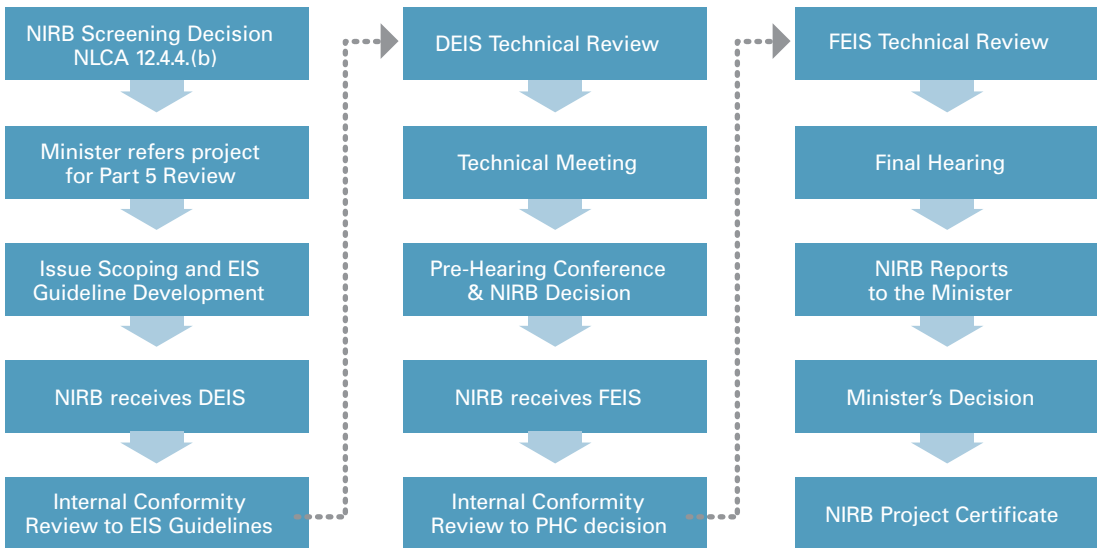 NIRB Screening Decision
NLCA 12.4.4.(b)
Minister refers project
for Part 5 Review
Issue Scoping and EIS
Guideline Development
NIRB receives DEIS
Internal Conformity
Review to EIS Guidelines
DEIS Technical Review
Technical Meeting
Pre-Hearing Conference
& NIRB Decision
NIRB receives FEIS
Internal Conformity
Review to PHC decision
FEIS Technical Review
Final Hearing
NIRB Reports
to the Minister
Minister’s Decision
NIRB Project Certificate